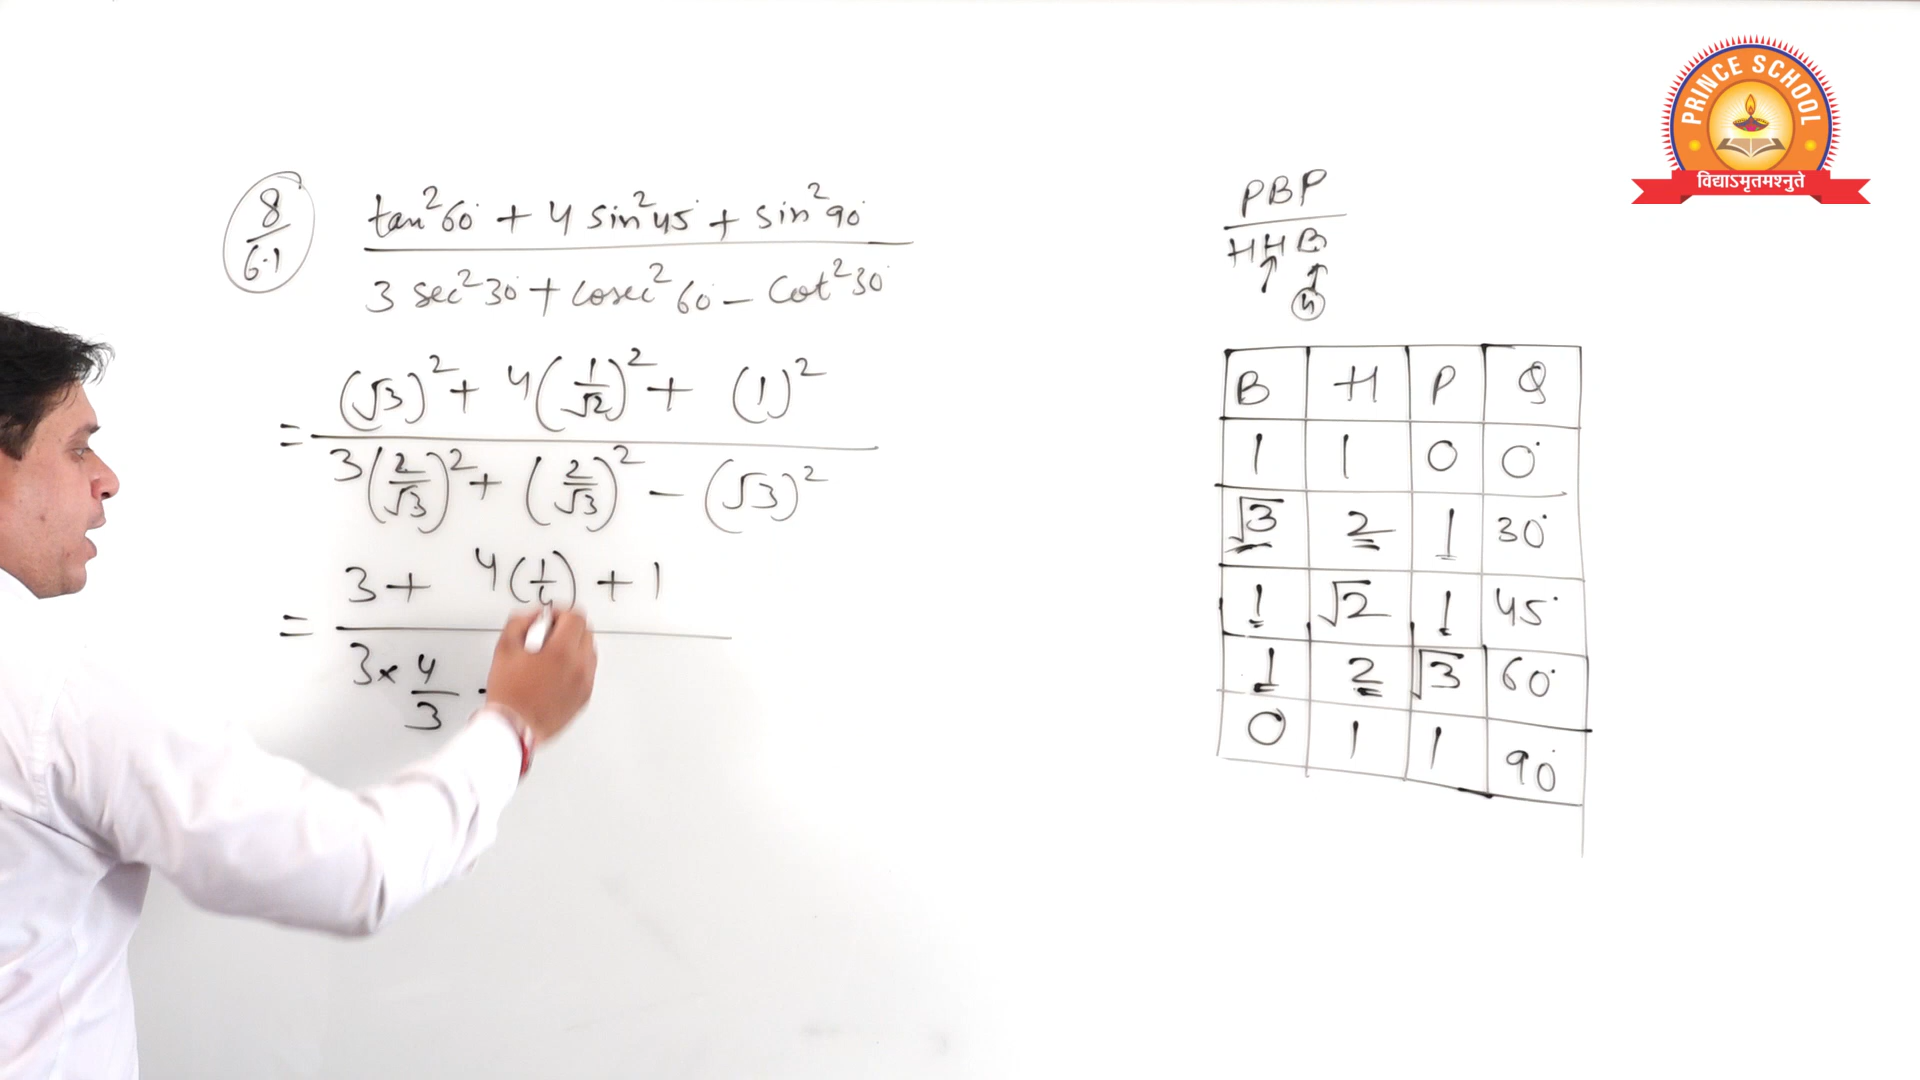 PRINCE SCHOOL
विद्याऽमृतमश्नुते
8/6.1
tan²60° + 4 sin²45° + sin²90°
3 sec²30° + cosec²60° – cot²30°
= (√3)² + 4(1/√2)² + (1)²
3(2/√3)² + (2/√3)² – (√3)²
= 3 + 4( ) + 1
3 × 4/3
PBP
HHB
B H P Q
1 1 0 0°
√3 2 1 30°
1 √2 1 45°
1 2 √3 60°
0 1 1 90°